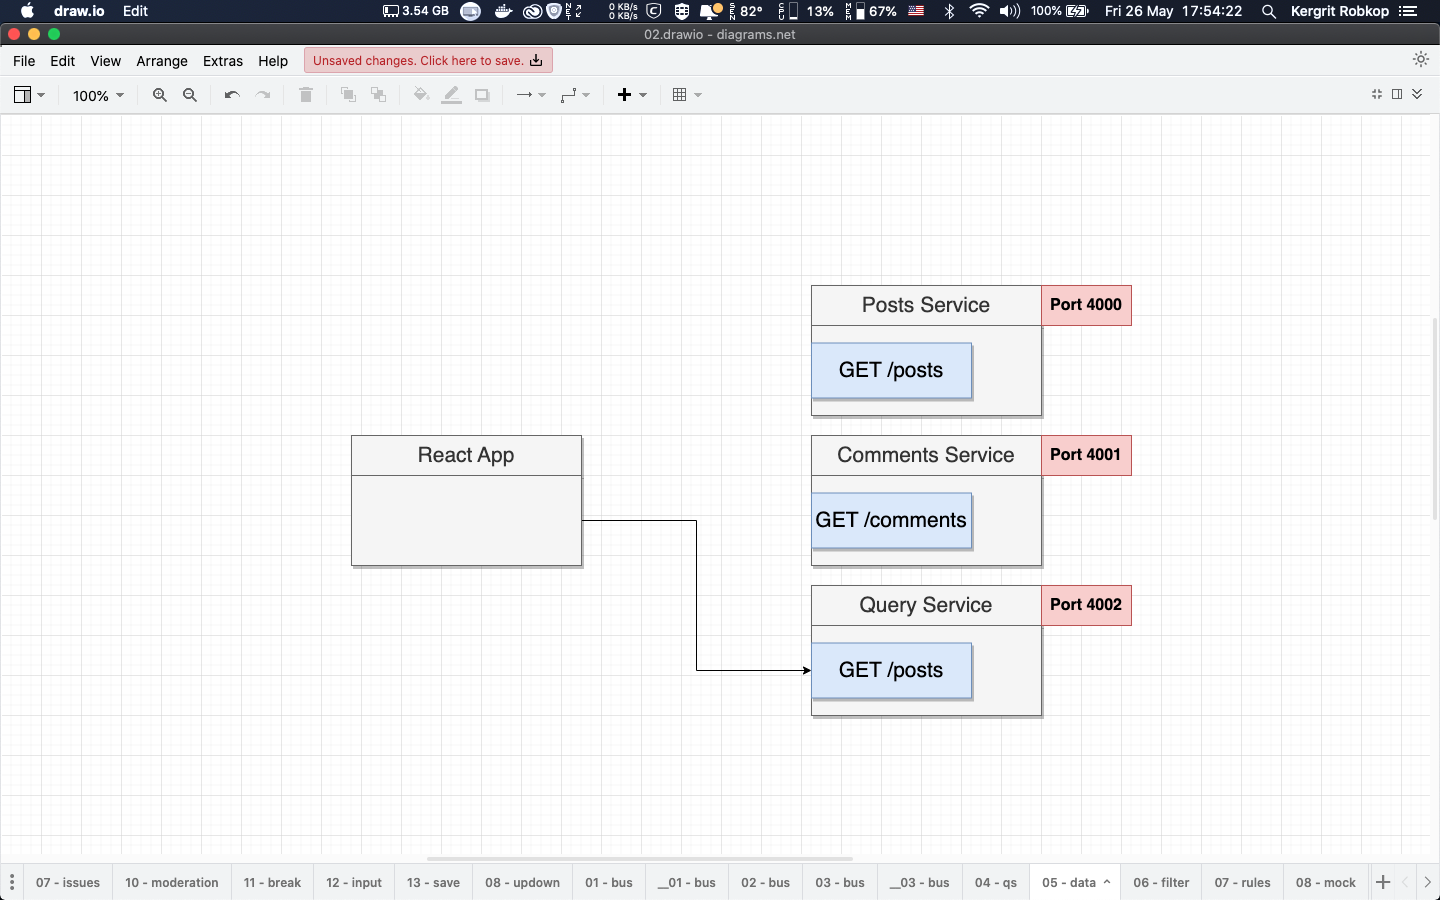 draw.io Edit 3.54 GB NET 0 KB/s 0 KB/s SEN 82° CPU 13% MEM 67% 100% Fri 26 May 17:54:22 Kergrit Robkop
02.drawio - diagrams.net
File Edit View Arrange Extras Help Unsaved changes. Click here to save.
100%
Posts Service Port 4000
GET /posts
React App
Comments Service Port 4001
GET /comments
Query Service Port 4002
GET /posts
07 - issues 10 - moderation 11 - break 12 - input 13 - save 08 - updown 01 - bus __01 - bus 02 - bus 03 - bus __03 - bus 04 - qs 05 - data 06 - filter 07 - rules 08 - mock